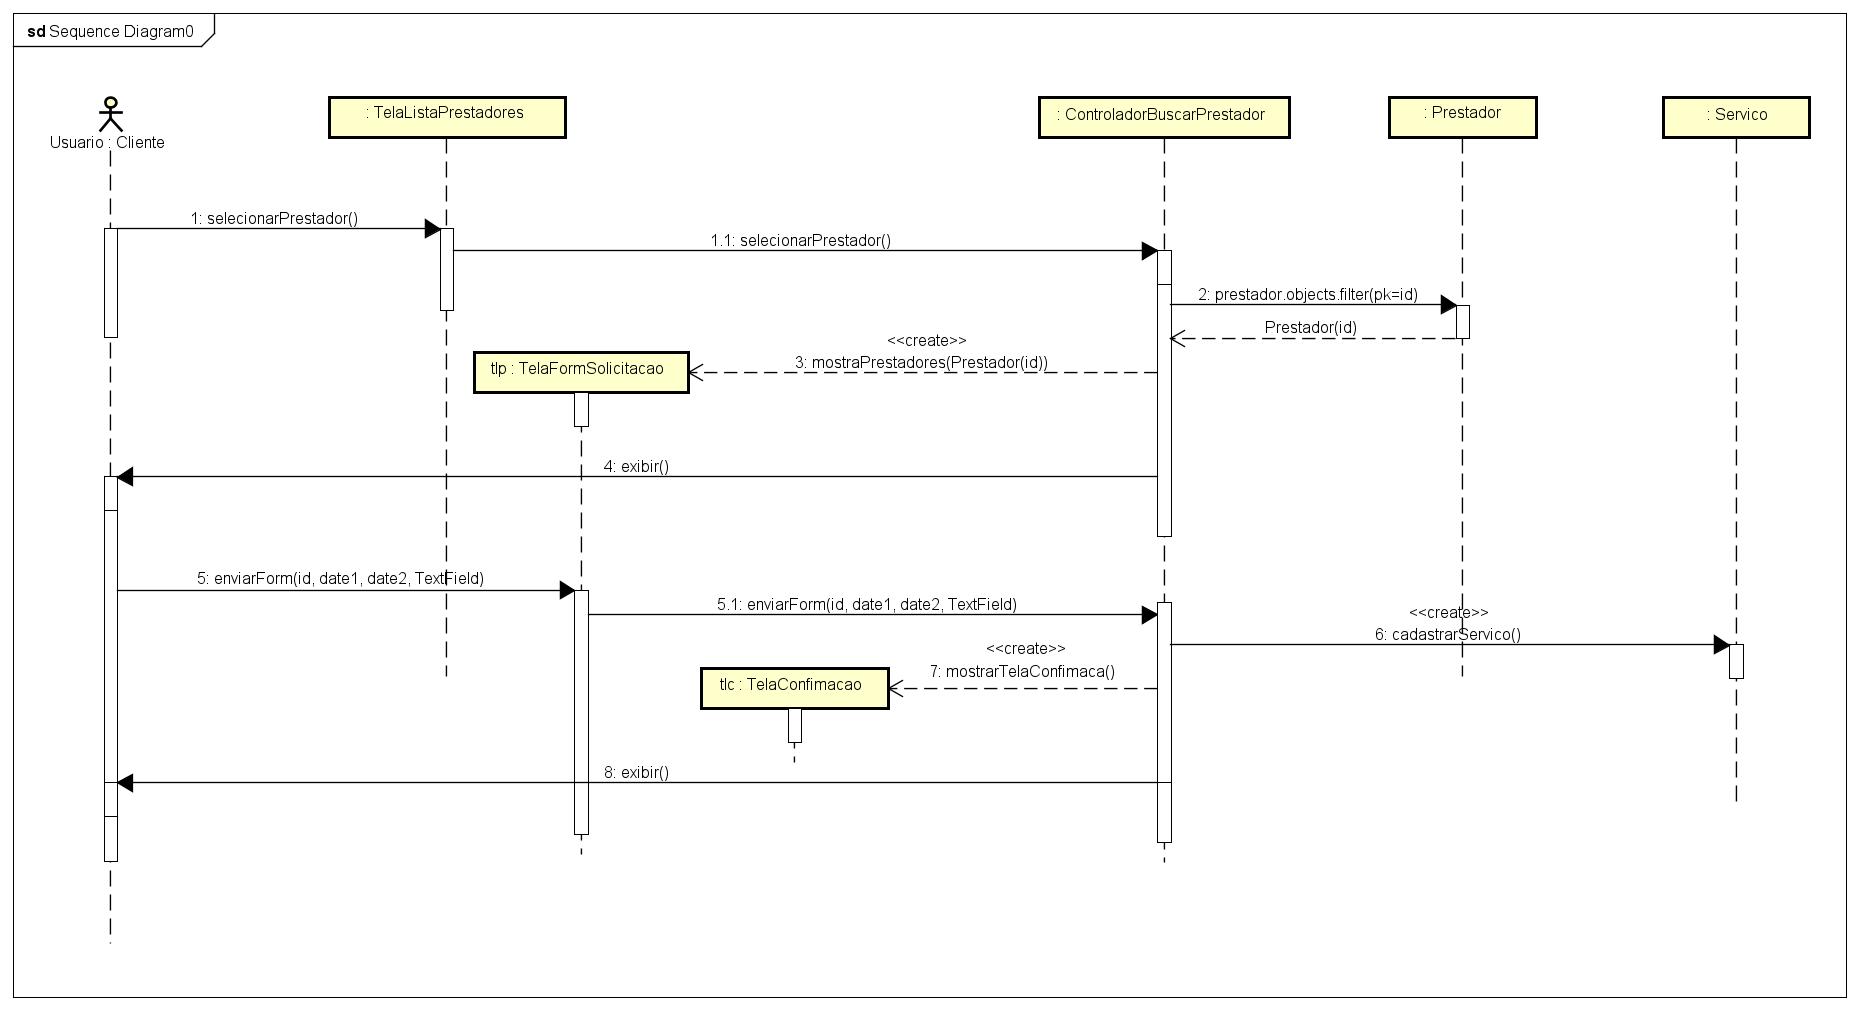 sd Sequence Diagram0
Usuario : Cliente
: TelaListaPrestadores
: ControladorBuscarPrestador
: Prestador
: Servico
1: selecionarPrestador()
1.1: selecionarPrestador()
2: prestador.objects.filter(pk=id)
Prestador(id)
<<create>>
3: mostraPrestadores(Prestador(id))
tlp : TelaFormSolicitacao
4: exibir()
5: enviarForm(id, date1, date2, TextField)
5.1: enviarForm(id, date1, date2, TextField)
<<create>>
6: cadastrarServico()
<<create>>
7: mostrarTelaConfimaca()
tlc : TelaConfimacao
8: exibir()